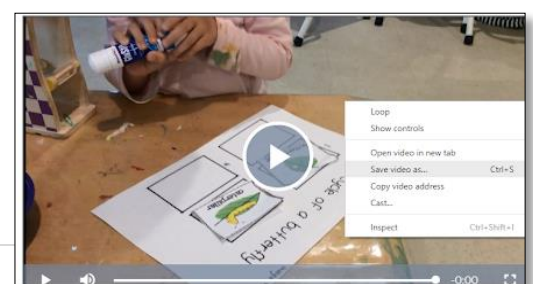 Loop
Show controls
Open video in new tab
Save video as... Ctrl+S
Copy video address
Cast...
Inspect Ctrl+Shift+I
caterpillar
cycle of a butterfly
-0:00